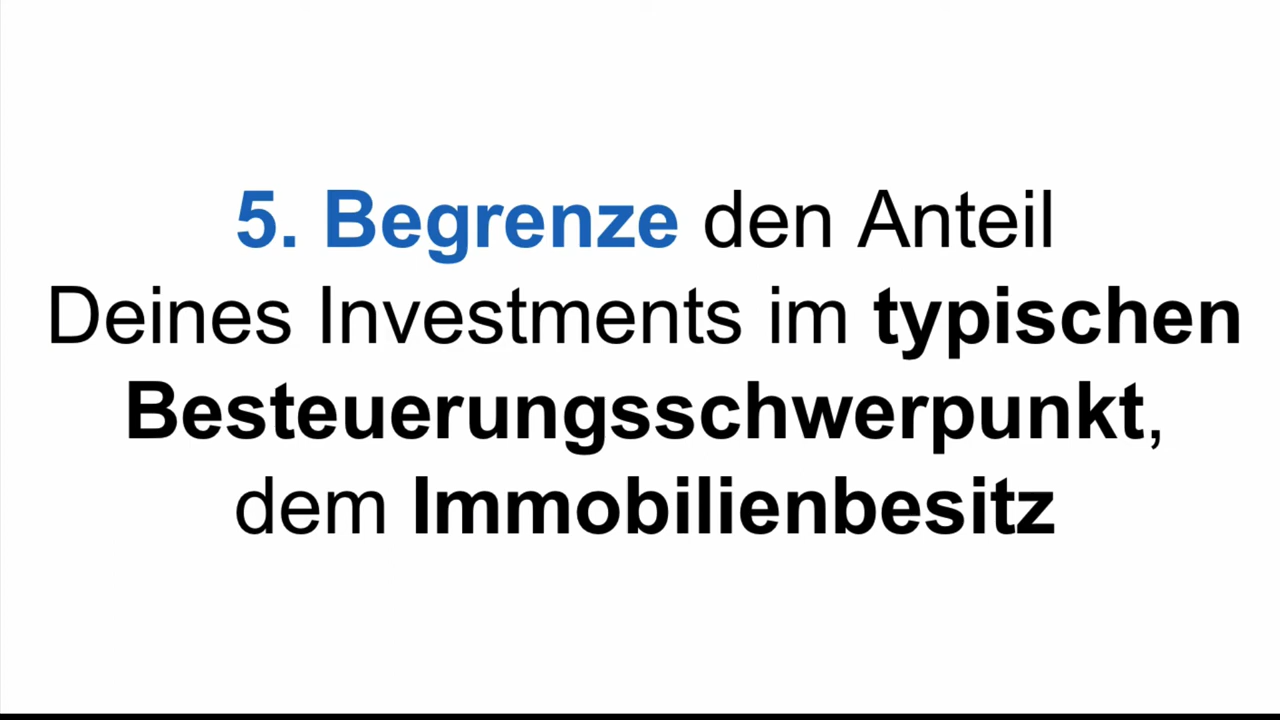 5. Begrenze den Anteil
Deines Investments im typischen
Besteuerungsschwerpunkt,
dem Immobilienbesitz